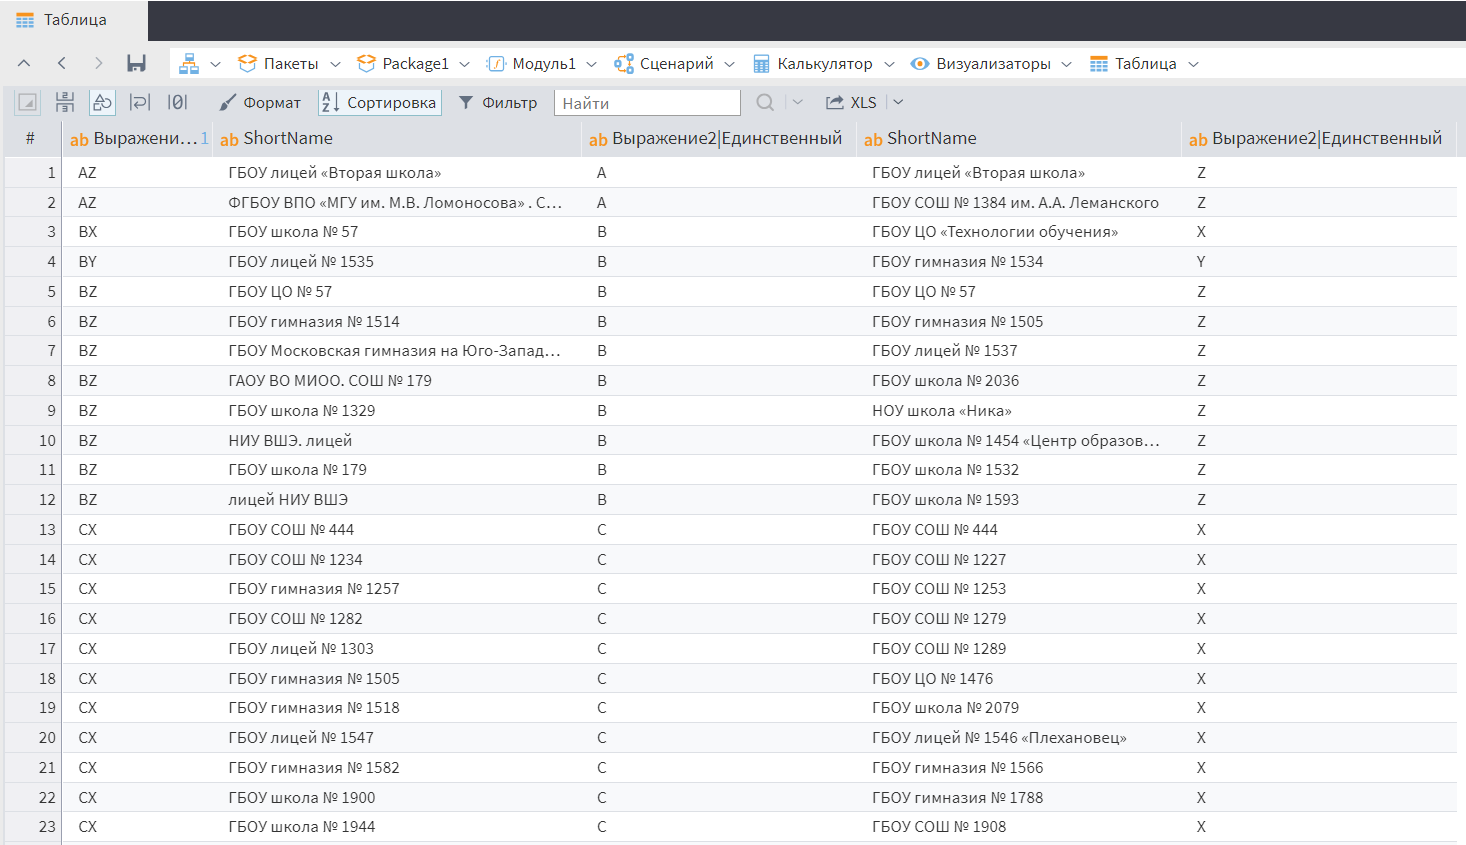 Таблица
Пакеты Package1 Модуль1 Сценарий Калькулятор Визуализаторы Таблица
Формат Сортировка Фильтр Найти XLS
# ab Выражени... 1 ab ShortName ab Выражение2|Единственный ab ShortName ab Выражение2|Единственный
1 AZ ГБОУ лицей «Вторая школа» A ГБОУ лицей «Вторая школа» Z
2 AZ ФГБОУ ВПО «МГУ им. М.В. Ломоносова» . С... A ГБОУ СОШ № 1384 им. А.А. Леманского Z
3 BX ГБОУ школа № 57 B ГБОУ ЦО «Технологии обучения» X
4 BY ГБОУ лицей № 1535 B ГБОУ гимназия № 1534 Y
5 BZ ГБОУ ЦО № 57 B ГБОУ ЦО № 57 Z
6 BZ ГБОУ гимназия № 1514 B ГБОУ гимназия № 1505 Z
7 BZ ГБОУ Московская гимназия на Юго-Запад... B ГБОУ лицей № 1537 Z
8 BZ ГАОУ ВО МИОО. СОШ № 179 B ГБОУ школа № 2036 Z
9 BZ ГБОУ школа № 1329 B НОУ школа «Ника» Z
10 BZ НИУ ВШЭ. лицей B ГБОУ школа № 1454 «Центр образов... Z
11 BZ ГБОУ школа № 179 B ГБОУ школа № 1532 Z
12 BZ лицей НИУ ВШЭ B ГБОУ школа № 1593 Z
13 CX ГБОУ СОШ № 444 C ГБОУ СОШ № 444 X
14 CX ГБОУ СОШ № 1234 C ГБОУ СОШ № 1227 X
15 CX ГБОУ гимназия № 1257 C ГБОУ СОШ № 1253 X
16 CX ГБОУ СОШ № 1282 C ГБОУ СОШ № 1279 X
17 CX ГБОУ лицей № 1303 C ГБОУ СОШ № 1289 X
18 CX ГБОУ гимназия № 1505 C ГБОУ ЦО № 1476 X
19 CX ГБОУ гимназия № 1518 C ГБОУ школа № 2079 X
20 CX ГБОУ лицей № 1547 C ГБОУ лицей № 1546 «Плехановец» X
21 CX ГБОУ гимназия № 1582 C ГБОУ гимназия № 1566 X
22 CX ГБОУ школа № 1900 C ГБОУ гимназия № 1788 X
23 CX ГБОУ школа № 1944 C ГБОУ СОШ № 1908 X